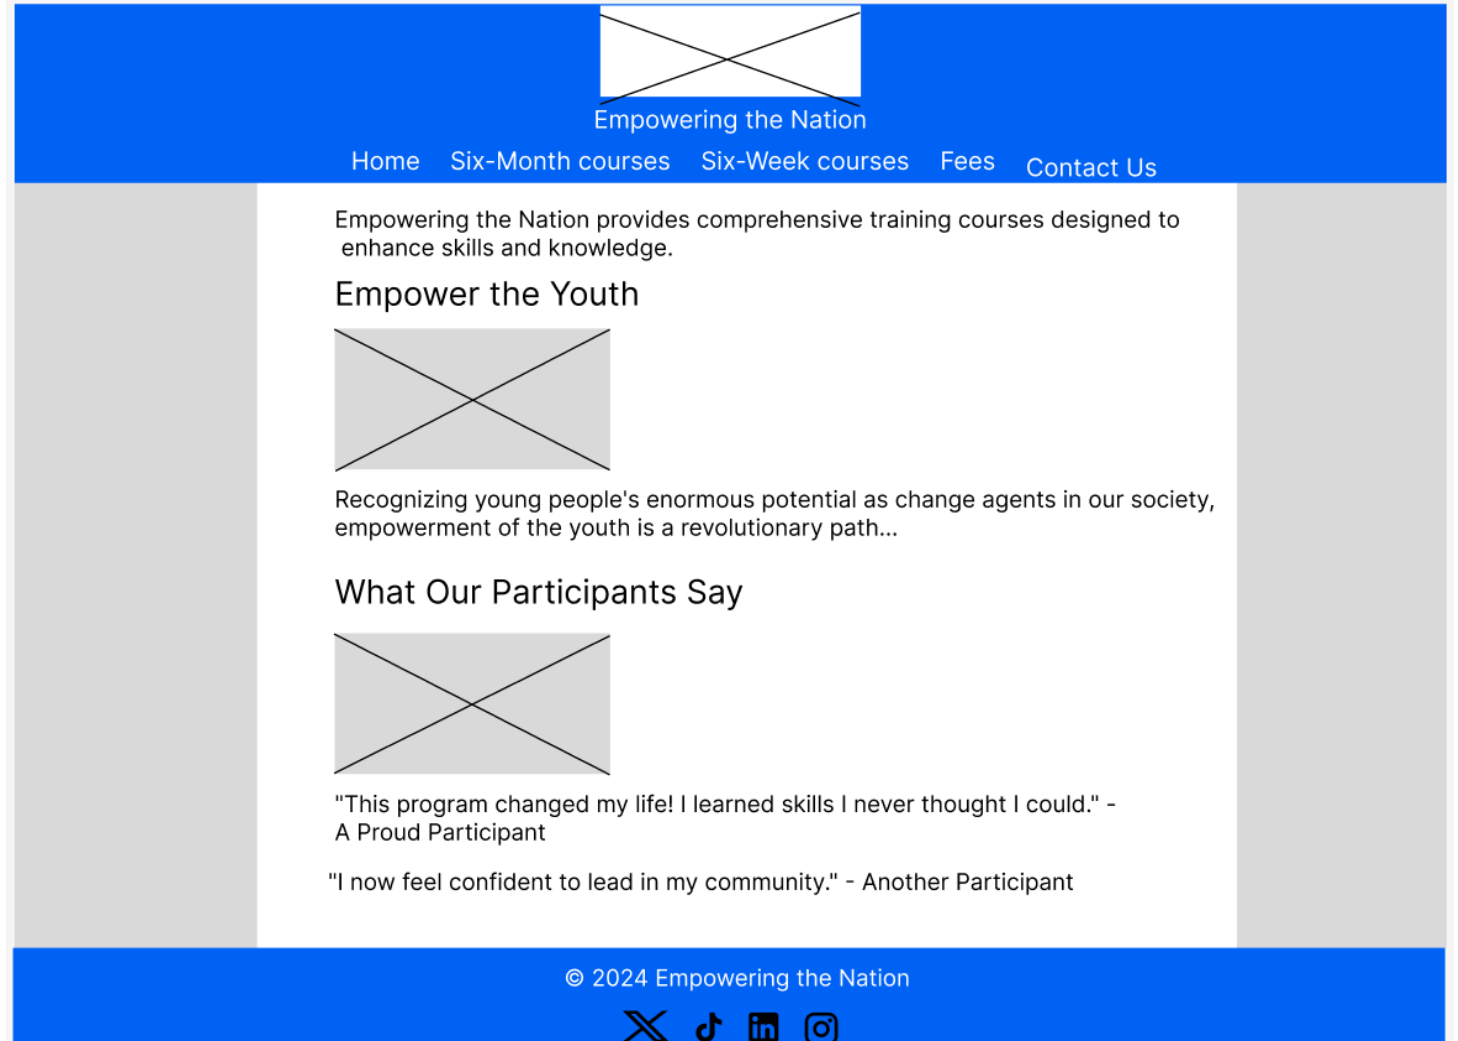 Empowering the Nation
Home Six-Month courses Six-Week courses Fees Contact Us
Empowering the Nation provides comprehensive training courses designed to
enhance skills and knowledge.
Empower the Youth
Recognizing young people's enormous potential as change agents in our society,
empowerment of the youth is a revolutionary path...
What Our Participants Say
"This program changed my life! I learned skills I never thought I could." -
A Proud Participant
"I now feel confident to lead in my community." - Another Participant
© 2024 Empowering the Nation